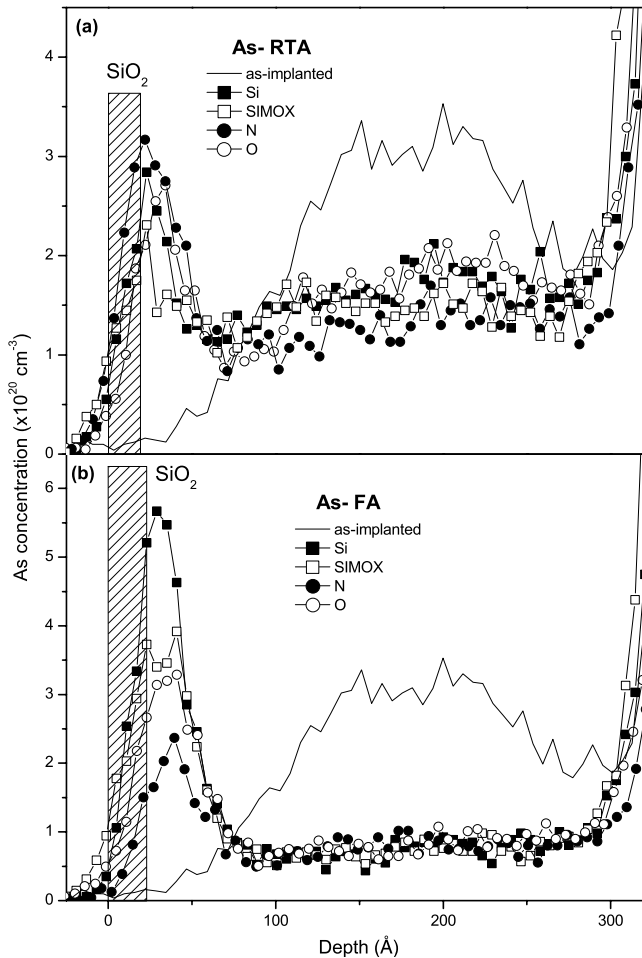 (a)
As- RTA
SiO2
as-implanted
Si
SIMOX
N
O
4
3
2
1
0
As concentration (x10^20 cm^-3)
(b)
SiO2
As- FA
as-implanted
Si
SIMOX
N
O
6
5
4
3
2
1
0
0 100 200 300
Depth (Å)